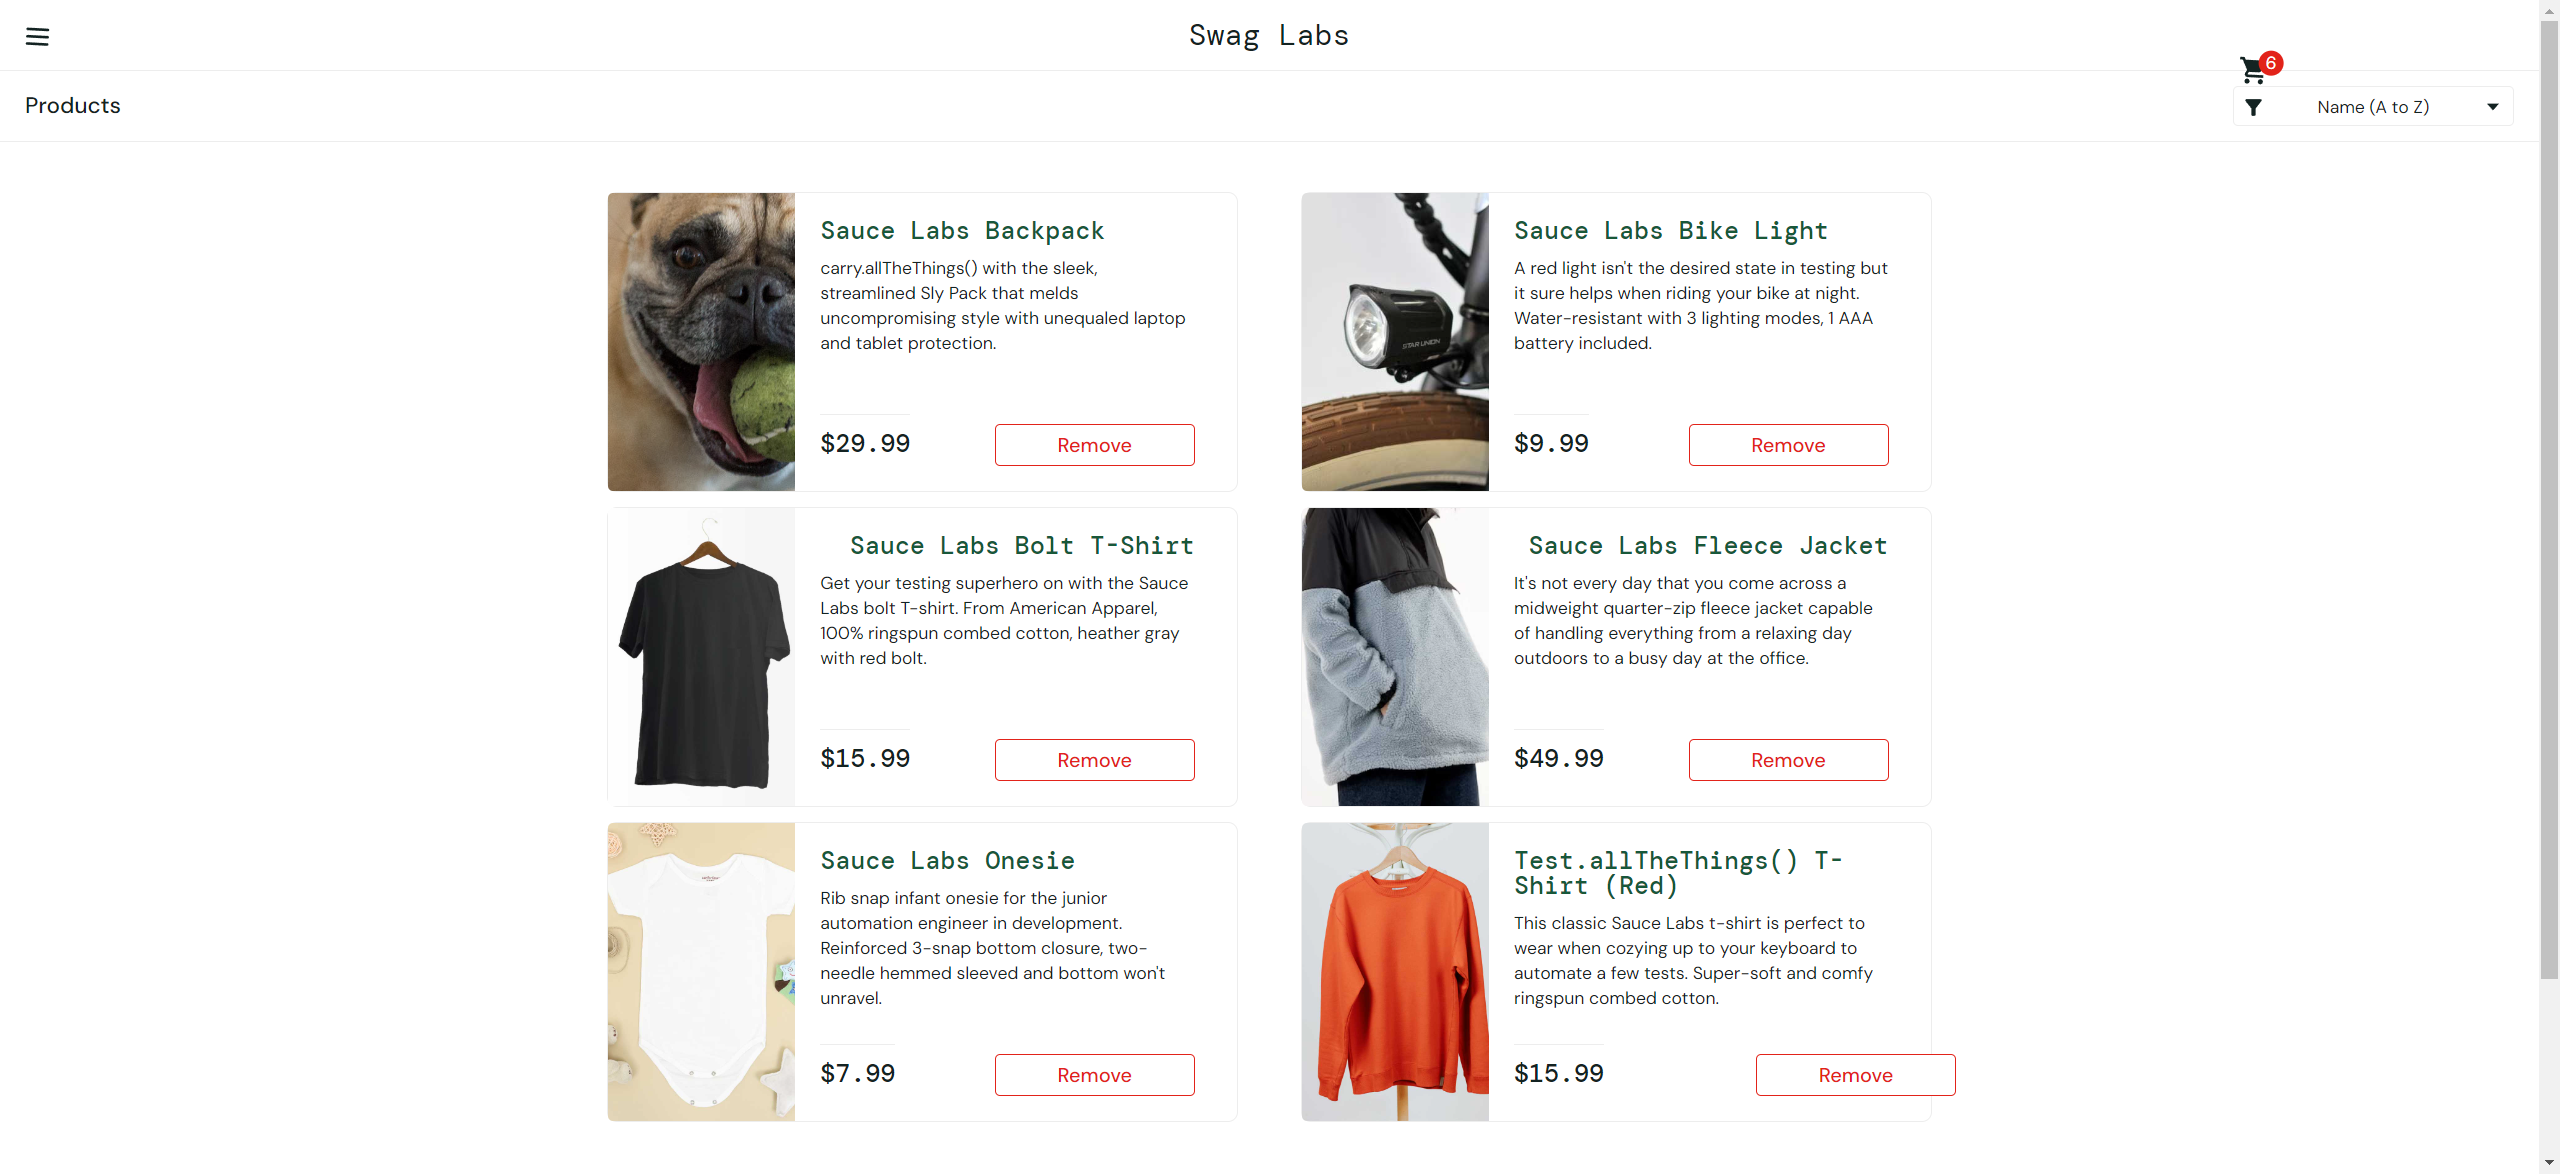 Swag Labs
6
Products
Name (A to Z)
Sauce Labs Backpack
carry.allTheThings() with the sleek,
streamlined Sly Pack that melds
uncompromising style with unequaled laptop
and tablet protection.
$29.99
Remove
Sauce Labs Bike Light
A red light isn't the desired state in testing but
it sure helps when riding your bike at night.
Water-resistant with 3 lighting modes, 1 AAA
battery included.
STAR UNION
$9.99
Remove
Sauce Labs Bolt T-Shirt
Get your testing superhero on with the Sauce
Labs bolt T-shirt. From American Apparel,
100% ringspun combed cotton, heather gray
with red bolt.
$15.99
Remove
Sauce Labs Fleece Jacket
It's not every day that you come across a
midweight quarter-zip fleece jacket capable
of handling everything from a relaxing day
outdoors to a busy day at the office.
$49.99
Remove
Sauce Labs Onesie
Rib snap infant onesie for the junior
automation engineer in development.
Reinforced 3-snap bottom closure, two-
needle hemmed sleeved and bottom won't
unravel.
$7.99
Remove
Test.allTheThings() T-
Shirt (Red)
This classic Sauce Labs t-shirt is perfect to
wear when cozying up to your keyboard to
automate a few tests. Super-soft and comfy
ringspun combed cotton.
$15.99
Remove